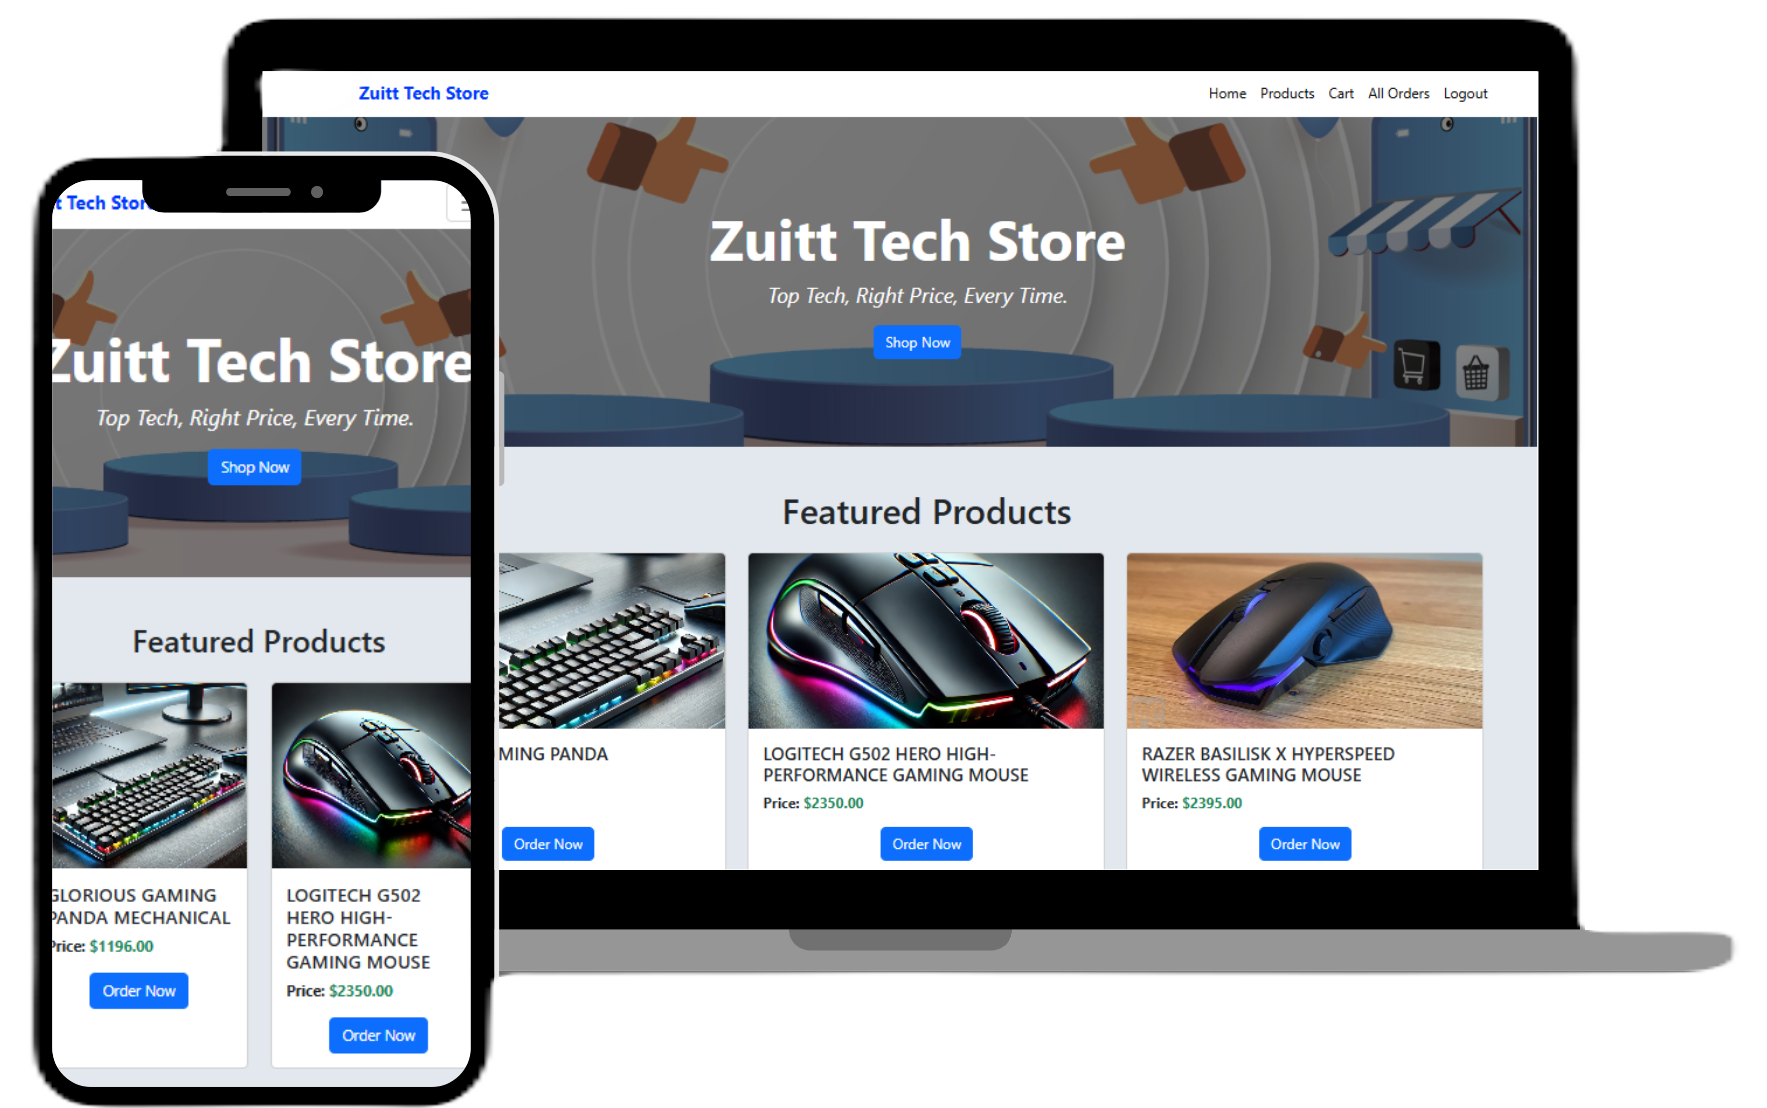 Zuitt Tech Store
Home Products Cart All Orders Logout
Zuitt Tech Store
Top Tech, Right Price, Every Time.
Shop Now
Featured Products
MING PANDA
Order Now
LOGITECH G502 HERO HIGH-
PERFORMANCE GAMING MOUSE
Price: $2350.00
Order Now
RAZER BASILISK X HYPERSPEED
WIRELESS GAMING MOUSE
Price: $2395.00
Order Now
t Tech Stor
Zuitt Tech Store
Top Tech, Right Price, Every Time.
Shop Now
Featured Products
GLORIOUS GAMING
PANDA MECHANICAL
Price: $1196.00
Order Now
LOGITECH G502
HERO HIGH-
PERFORMANCE
GAMING MOUSE
Price: $2350.00
Order Now